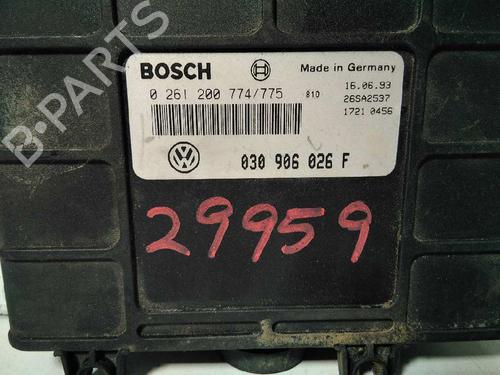 BOSCH Made in Germany
0 261 200 774/775 810 16.06.93
26SA2537
1721 0456
VW 030 906 026 F
29959
B-PARTS